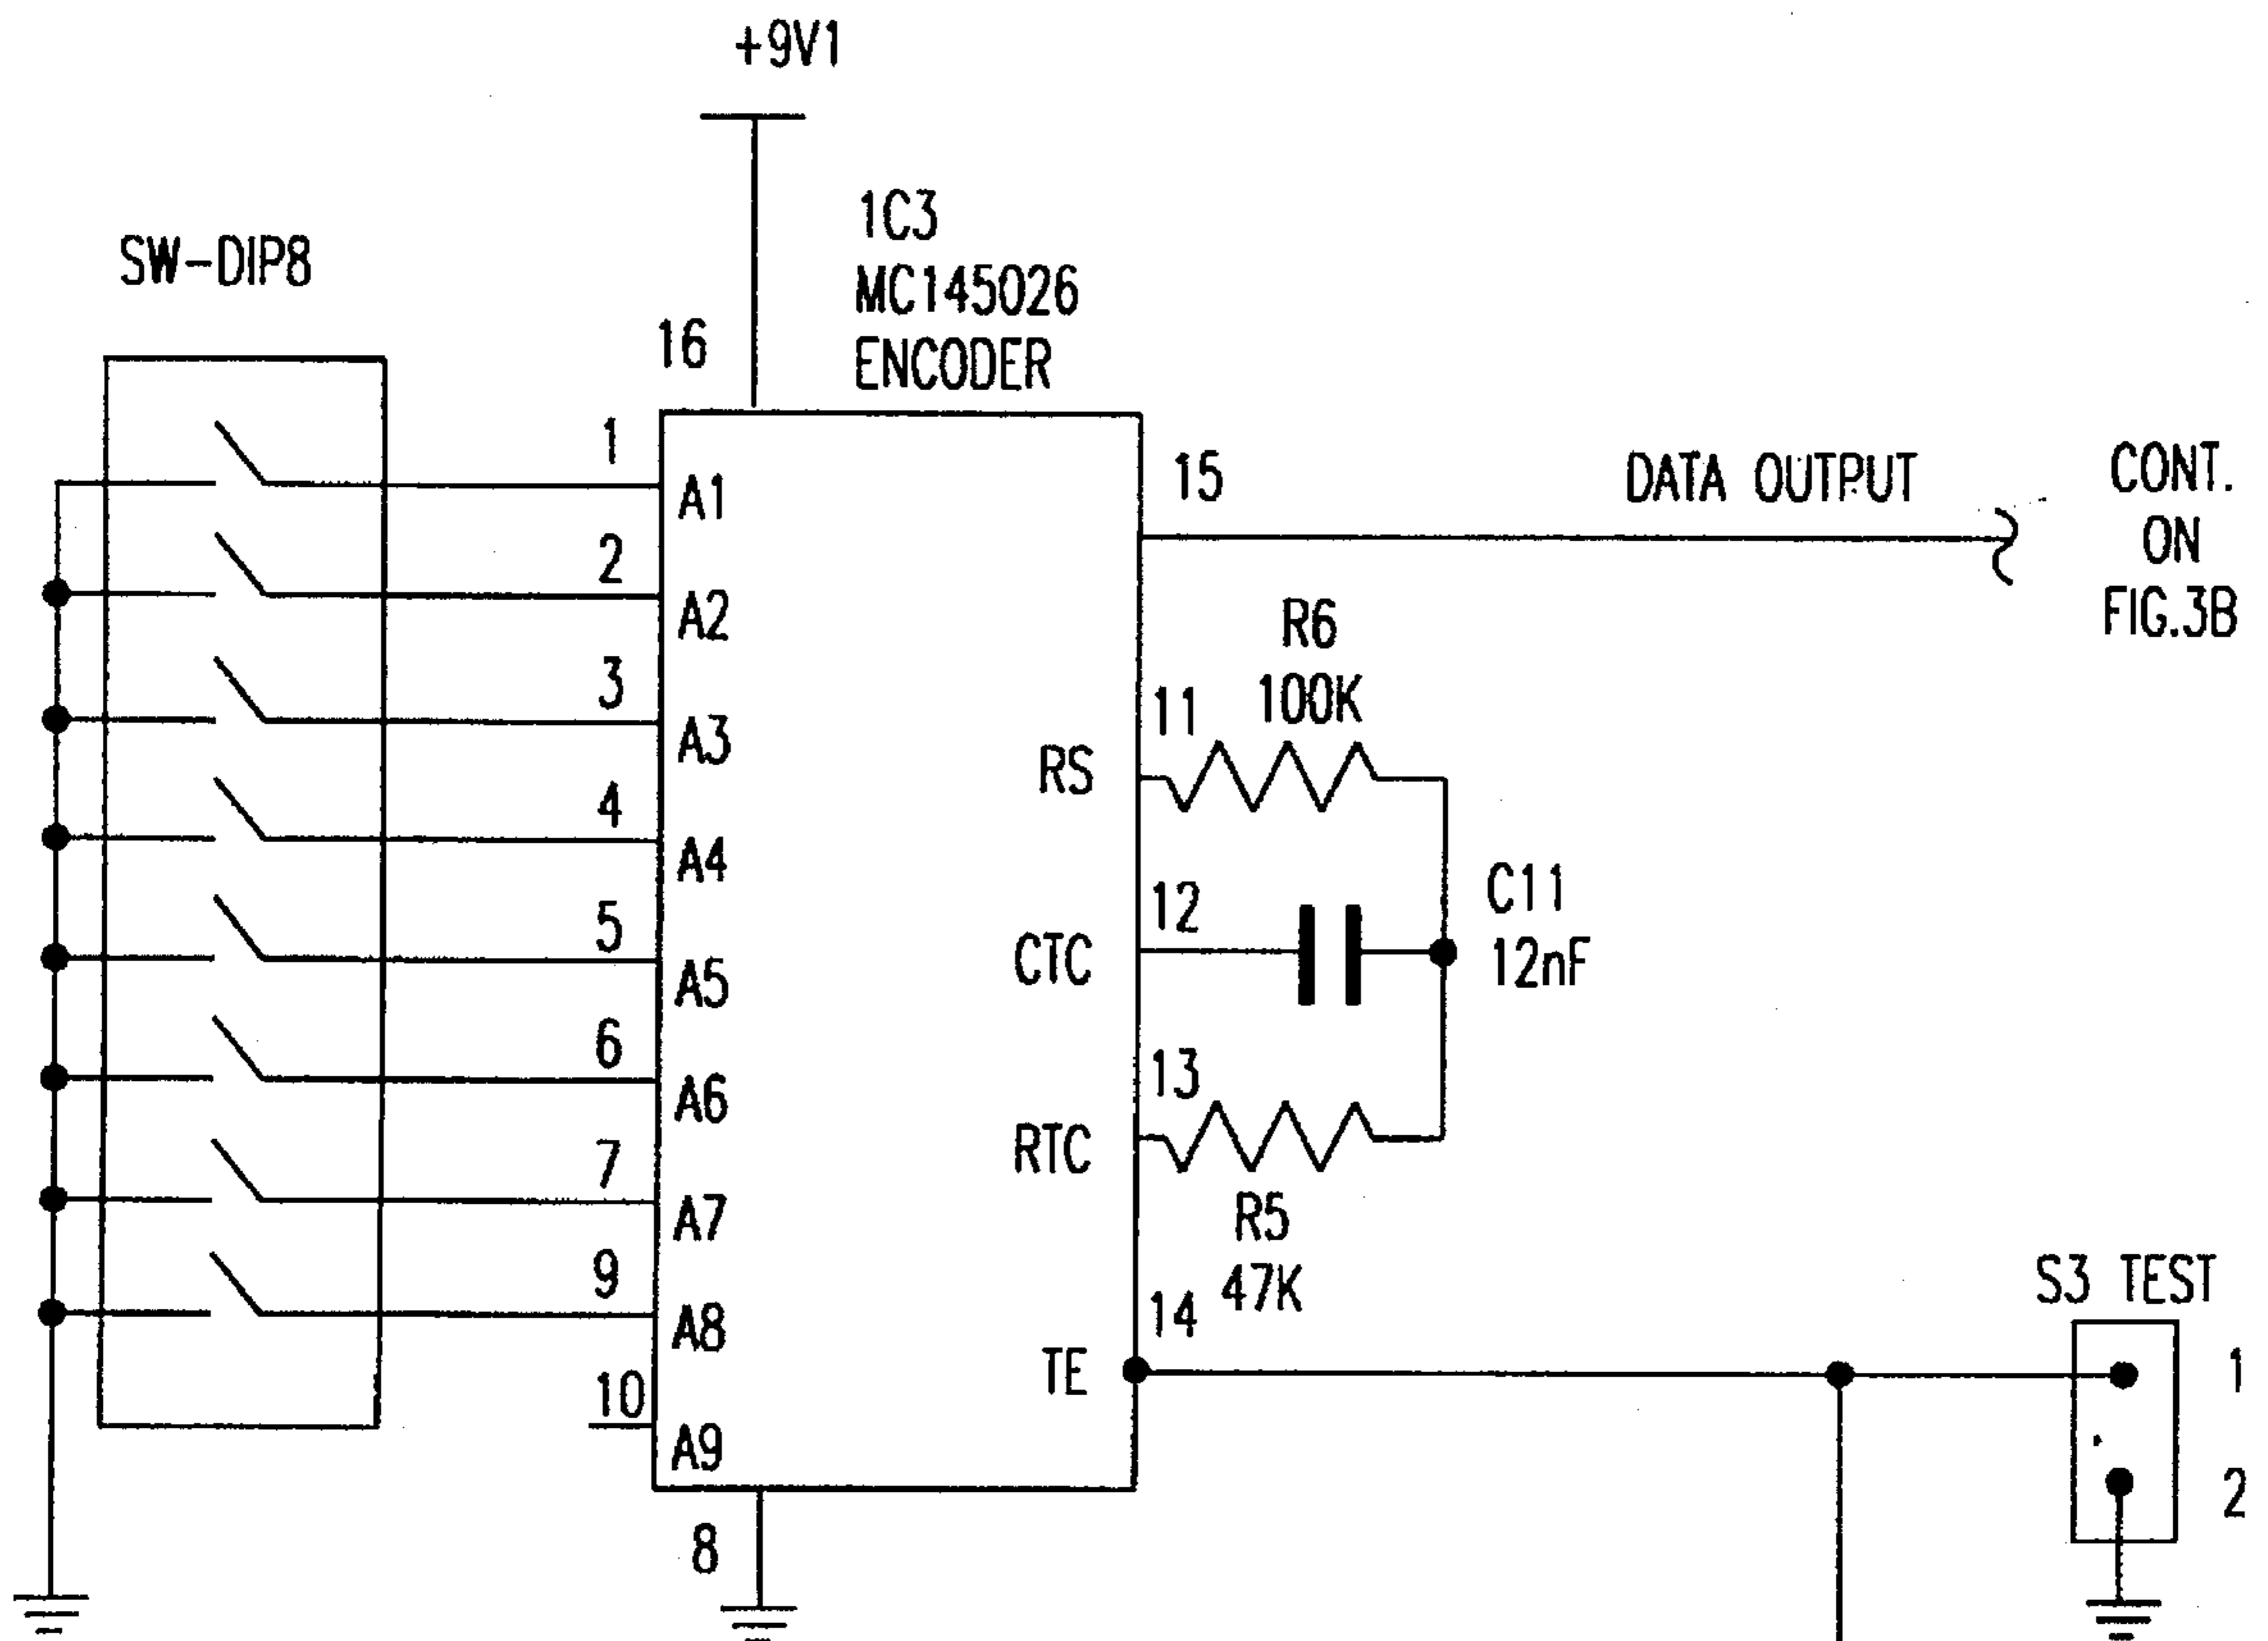 +9V1
1C3
MC145026
ENCODER
SW-DIP8
16
1
A1
15
DATA OUTPUT
CONT.
ON
FIG.3B
2
A2
R6
100K
3
A3
11
RS
4
A4
12
CTC
C11
12nF
5
A5
6
A6
13
RTC
7
A7
R5
47K
9
A8
14
TE
S3 TEST
1
10
A9
2
8